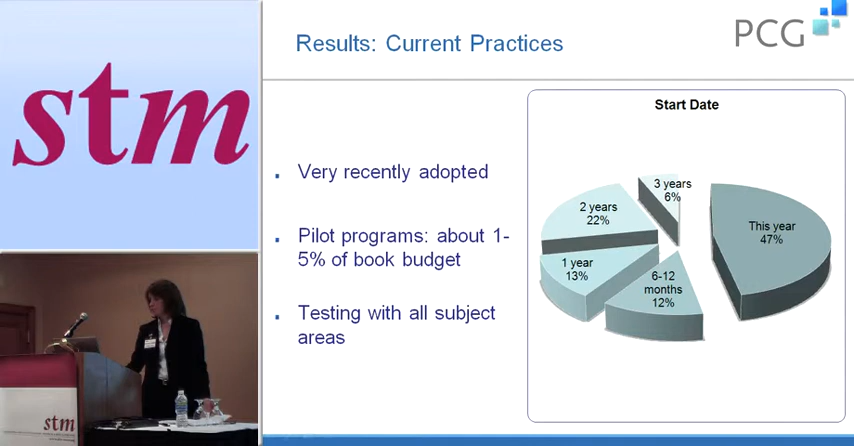 stm
Results: Current Practices
PCG
Very recently adopted
Pilot programs: about 1-
5% of book budget
Testing with all subject
areas
Start Date
3 years
6%
2 years
22%
This year
47%
1 year
13%
6-12
months
12%
stm